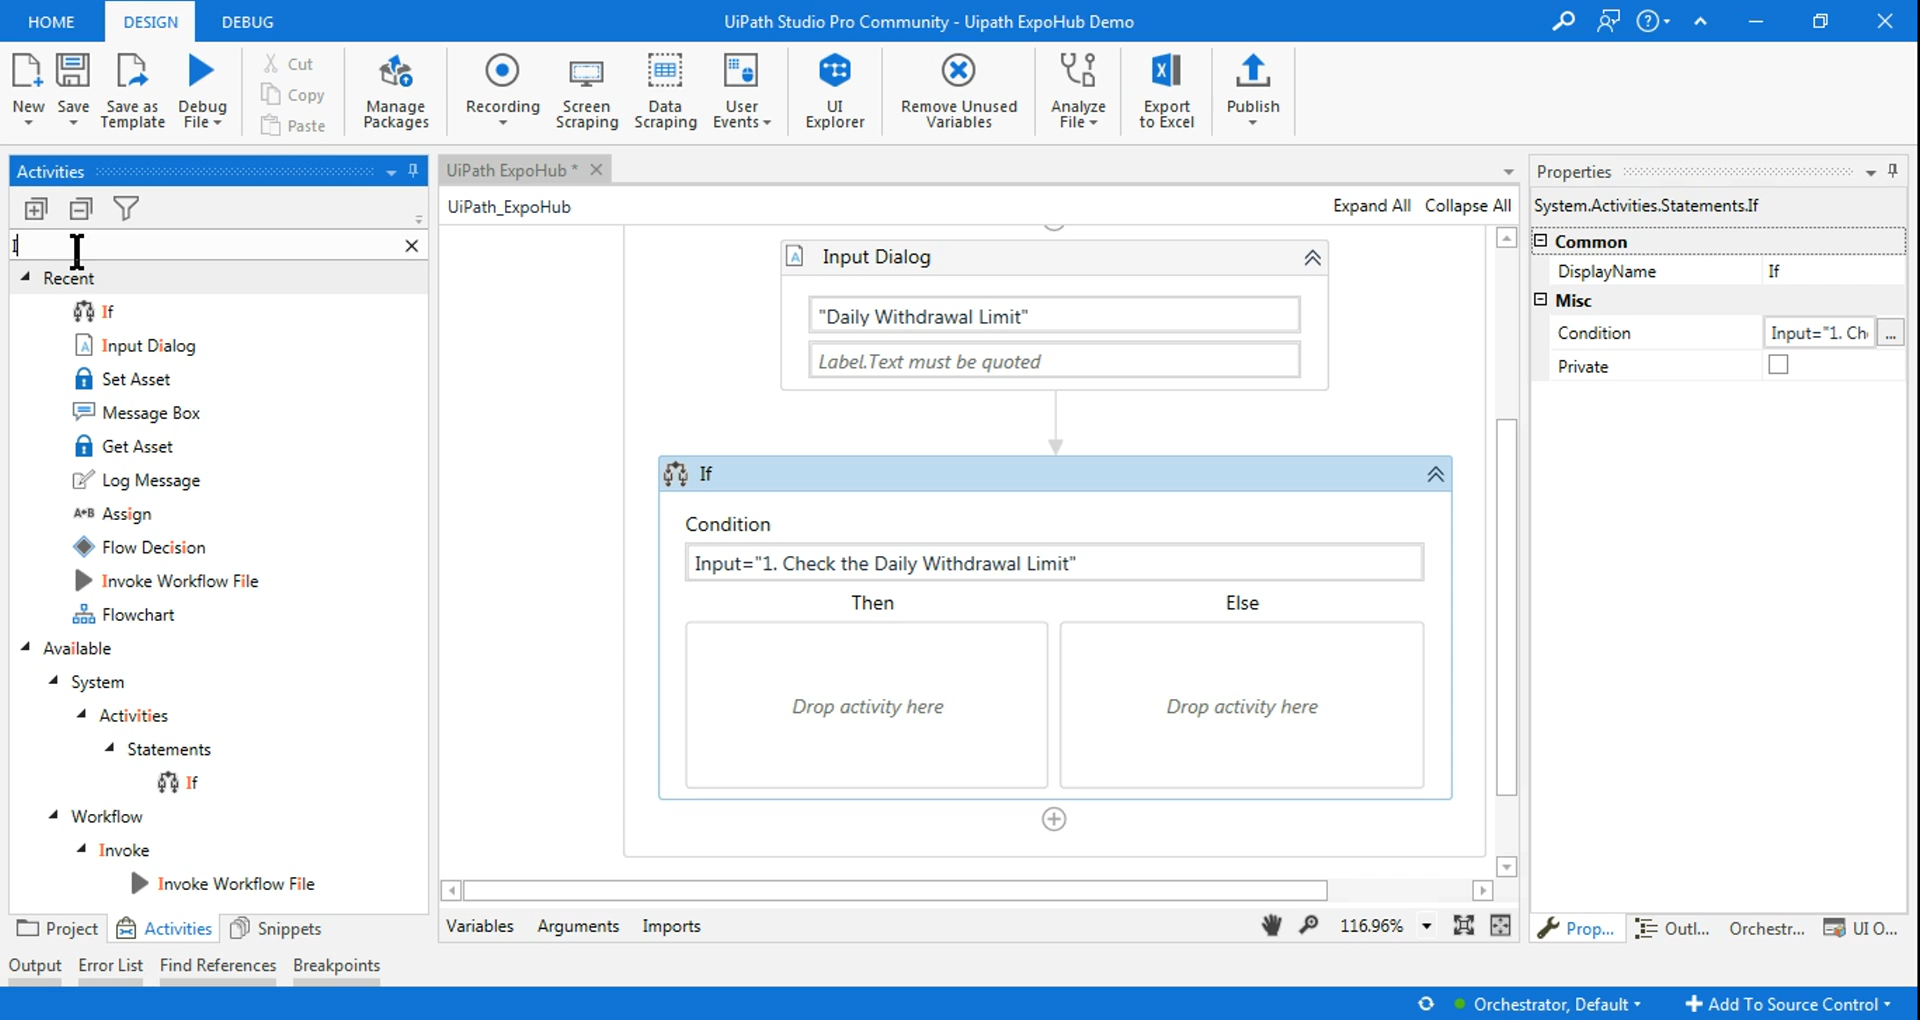 HOME DESIGN DEBUG UiPath Studio Pro Community - Uipath ExpoHub Demo
New Save Save as Template Debug File Cut Copy Paste Manage Packages Recording Screen Scraping Data Scraping User Events UI Explorer Remove Unused Variables Analyze File Export to Excel Publish
Activities
I
Recent
If
Input Dialog
Set Asset
Message Box
Get Asset
Log Message
Assign
Flow Decision
Invoke Workflow File
Flowchart
Available
System
Activities
Statements
If
Workflow
Invoke
Invoke Workflow File
Project Activities Snippets
UiPath ExpoHub *
UiPath_ExpoHub Expand All Collapse All
Input Dialog
"Daily Withdrawal Limit"
Label.Text must be quoted
If
Condition
Input="1. Check the Daily Withdrawal Limit"
Then Else
Drop activity here Drop activity here
Variables Arguments Imports 116.96%
Properties
System.Activities.Statements.If
Common
DisplayName If
Misc
Condition Input="1. Ch ...
Private
Prop... Outl... Orchestr... UI O...
Output Error List Find References Breakpoints
Orchestrator, Default Add To Source Control